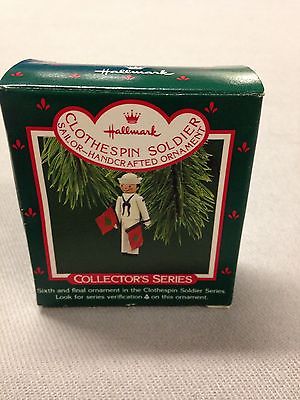 Hallmark
Hallmark
CLOTHESPIN SOLDIER
SAILOR-HANDCRAFTED ORNAMENT
COLLECTOR'S SERIES
Sixth and final ornament in the Clothespin Soldier Series.
Look for series verification on this ornament.